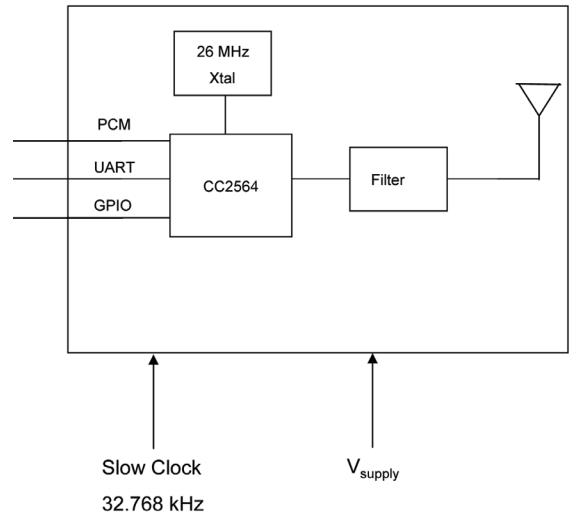 26 MHz
Xtal
PCM
UART
GPIO
CC2564
Filter
Slow Clock
32.768 kHz
Vsupply